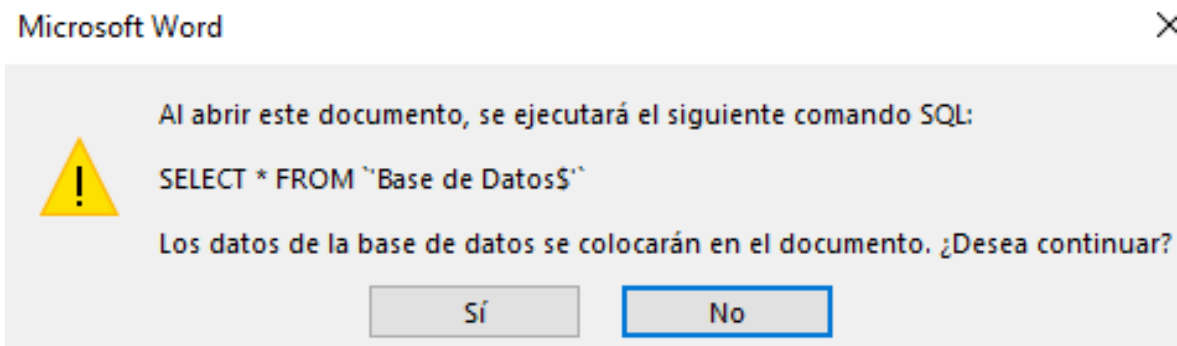 Microsoft Word
Al abrir este documento, se ejecutará el siguiente comando SQL:
SELECT * FROM `'Base de Datos$'`
Los datos de la base de datos se colocarán en el documento. ¿Desea continuar?
Sí
No